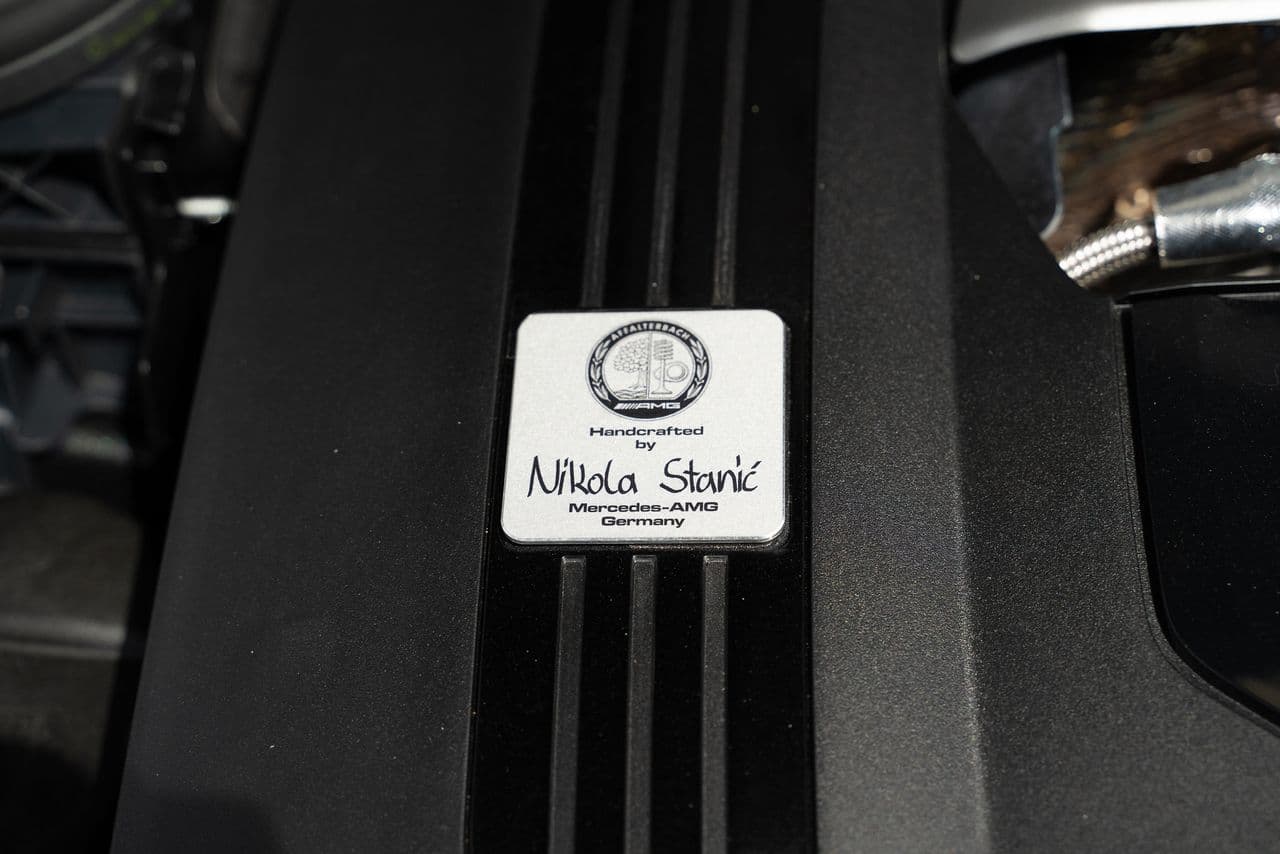 AFFALTERBACH
AMG
Handcrafted
by
Nikola Stanić
Mercedes-AMG
Germany